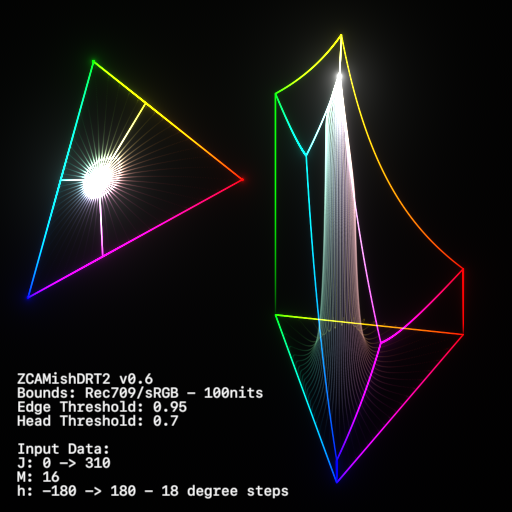 ZCAMishDRT2 v0.6
Bounds: Rec709/sRGB – 100nits
Edge Threshold: 0.95
Head Threshold: 0.7
Input Data:
J: 0 –> 310
M: 16
h: -180 –> 180 – 18 degree steps